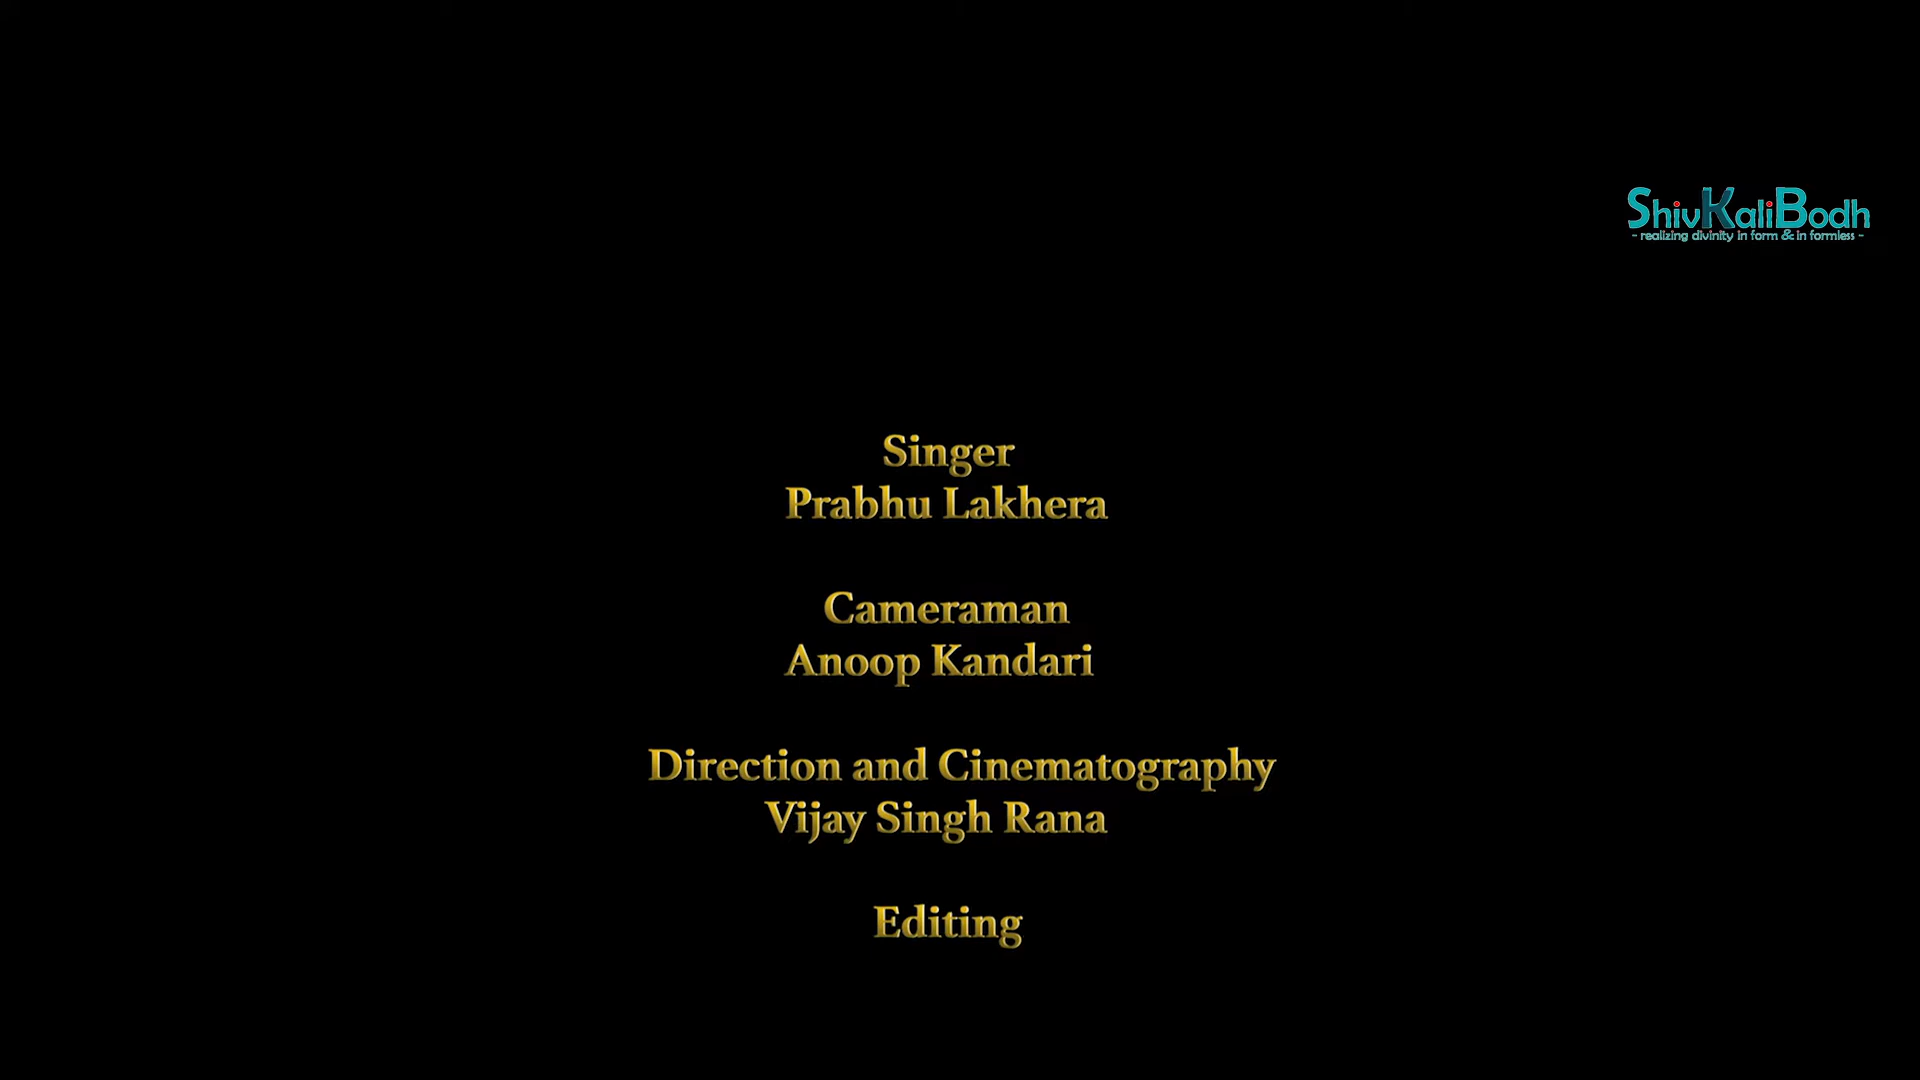 ShivKaliBodh
- realizing divinity in form & in formless -
Singer
Prabhu Lakhera
Cameraman
Anoop Kandari
Direction and Cinematography
Vijay Singh Rana
Editing